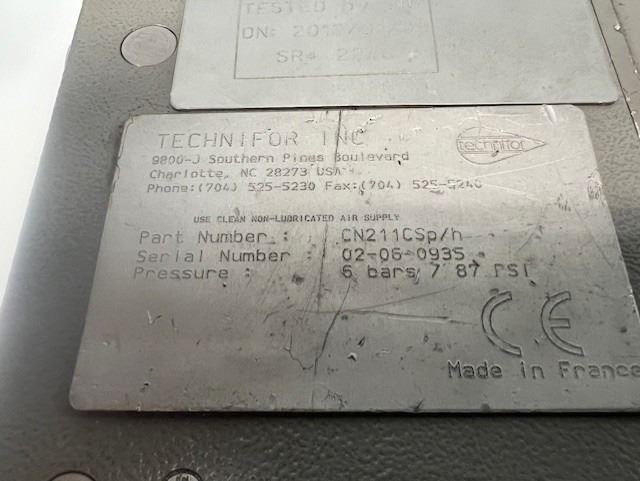 TESTED by
ON:
SR#
TECHNIFOR INC
technifor
9800-J Southern Pines Boulevard
Charlotte, NC 28273 USA
Phone:(704) 525-5230 Fax:(704) 525-5240
USE CLEAN NON-LUBRICATED AIR SUPPLY
Part Number : CN211CSp/h
Serial Number : 02-06-0935
Pressure : 6 bars/ 87 PSI
CE
Made in France